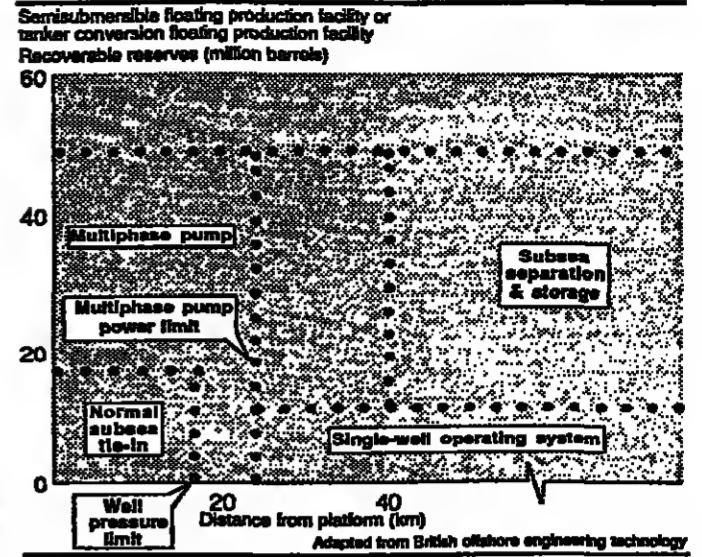 Semisubmersible floating production facility or
tanker conversion floating production facility
Recoverable reserves (million barrels)
60
40
Multiphase pump
Subsea
separation
& storage
Multiphase pump
power limit
20
Normal
subsea
tie-in
Single-well operating system
0
Well
pressure
limit
20
40
Distance from platform (km)
Adapted from British offshore engineering technology